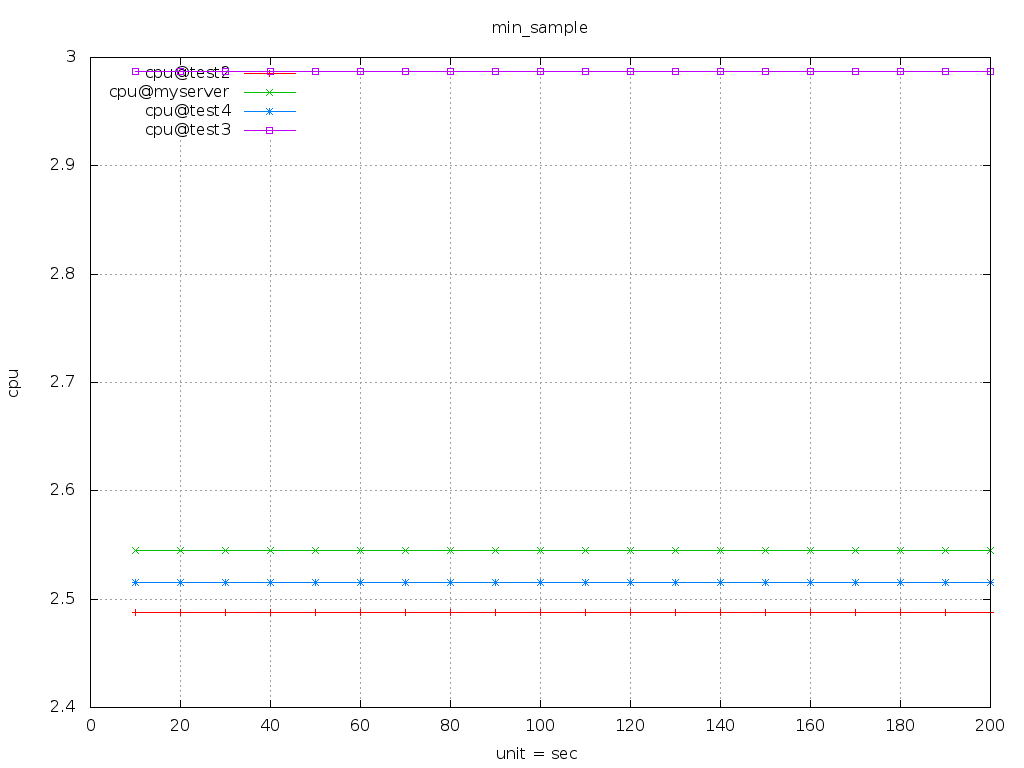 min_sample
3
2.9
2.8
2.7
2.6
2.5
2.4
cpu@test2
cpu@myserver
cpu@test4
cpu@test3
cpu
0 20 40 60 80 100 120 140 160 180 200
unit = sec